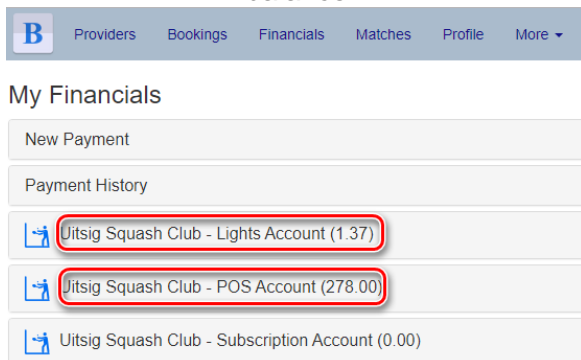 B Providers Bookings Financials Matches Profile More
My Financials
New Payment
Payment History
Uitsig Squash Club - Lights Account (1.37)
Uitsig Squash Club - POS Account (278.00)
Uitsig Squash Club - Subscription Account (0.00)